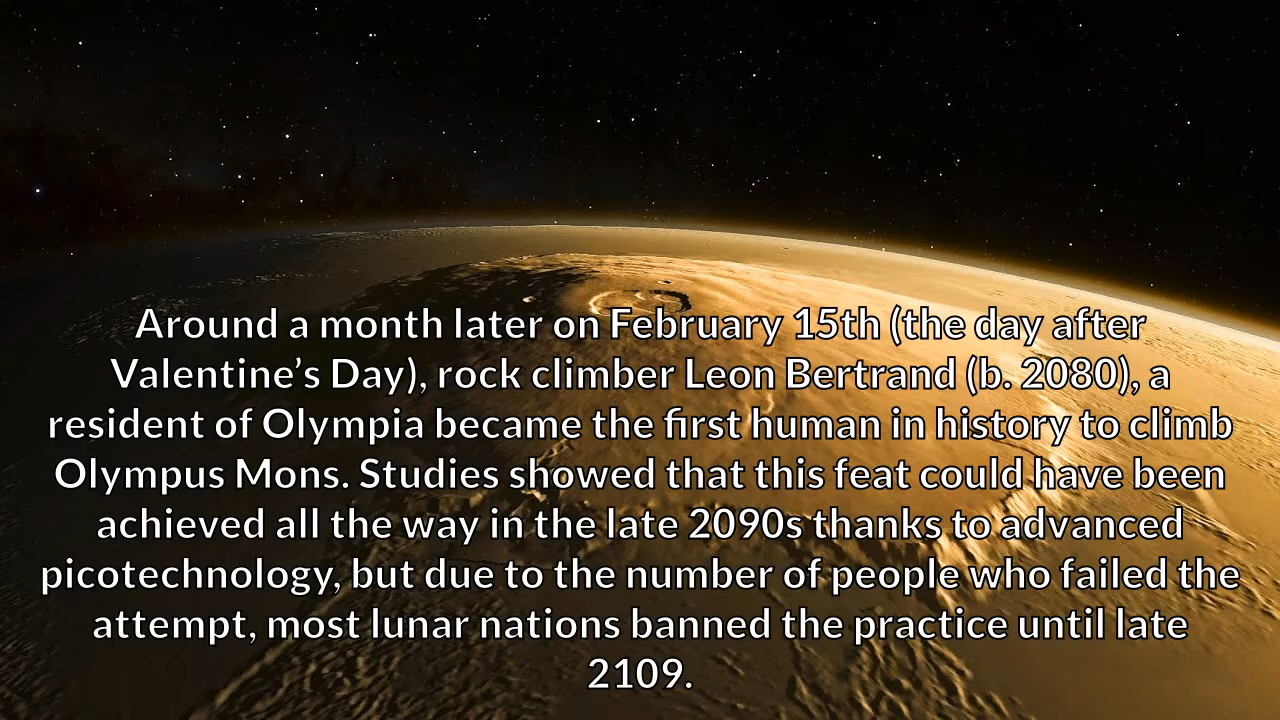 Around a month later on February 15th (the day after
Valentine’s Day), rock climber Leon Bertrand (b. 2080), a
resident of Olympia became the first human in history to climb
Olympus Mons. Studies showed that this feat could have been
achieved all the way in the late 2090s thanks to advanced
picotechnology, but due to the number of people who failed the
attempt, most lunar nations banned the practice until late
2109.